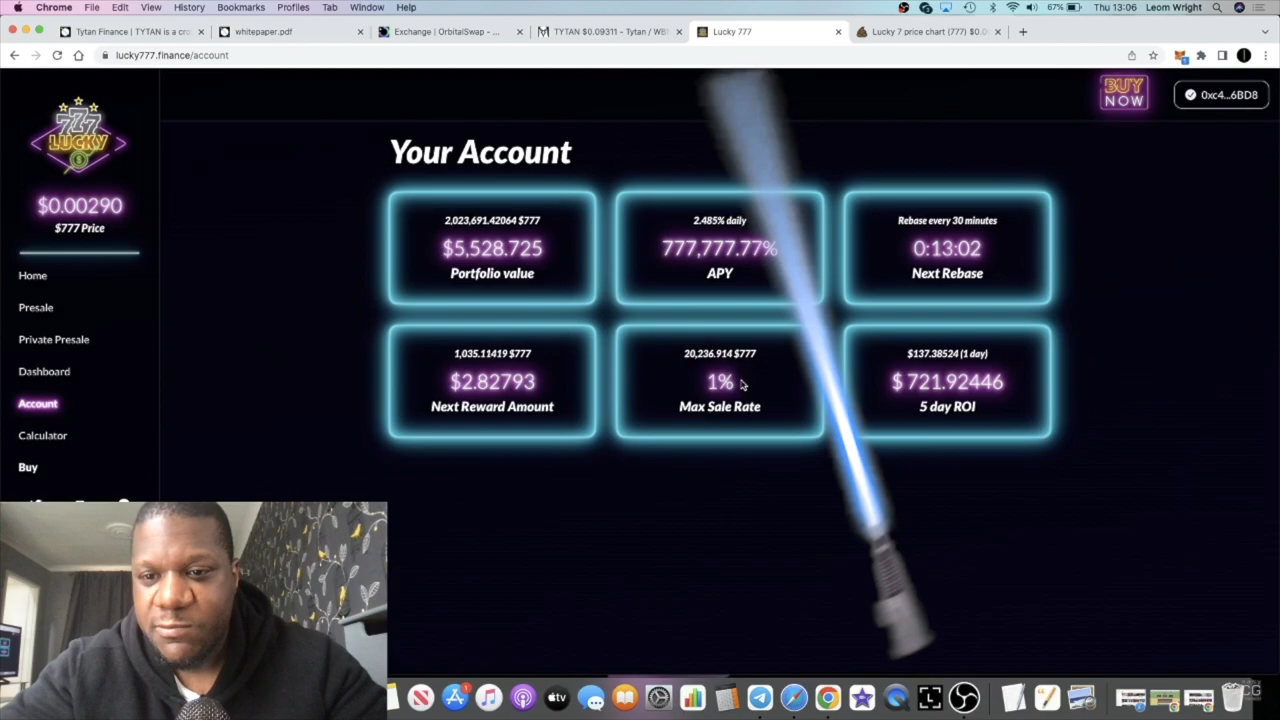 Chrome File Edit View History Bookmarks Profiles Tab Window Help
67% Thu 13:06 Leom Wright
Tytan Finance | TYTAN is a cro
whitepaper.pdf
Exchange | OrbitalSwap - ...
TYTAN $0.09311 - Tytan / WBN
Lucky 777
Lucky 7 price chart (777) $0.0
lucky777.finance/account
777
LUCKY
$0.00290
$777 Price
Home
Presale
Private Presale
Dashboard
Account
Calculator
Buy
BUY
NOW
0xc4...6BD8
Your Account
2,023,691.42064 $777
$5,528.725
Portfolio value
2.485% daily
777,777.77%
APY
Rebase every 30 minutes
0:13:02
Next Rebase
1,035.11419 $777
$2.82793
Next Reward Amount
20,236.914 $777
1%
Max Sale Rate
$137.38524 (1 day)
$ 721.92446
5 day ROI
tv
CG